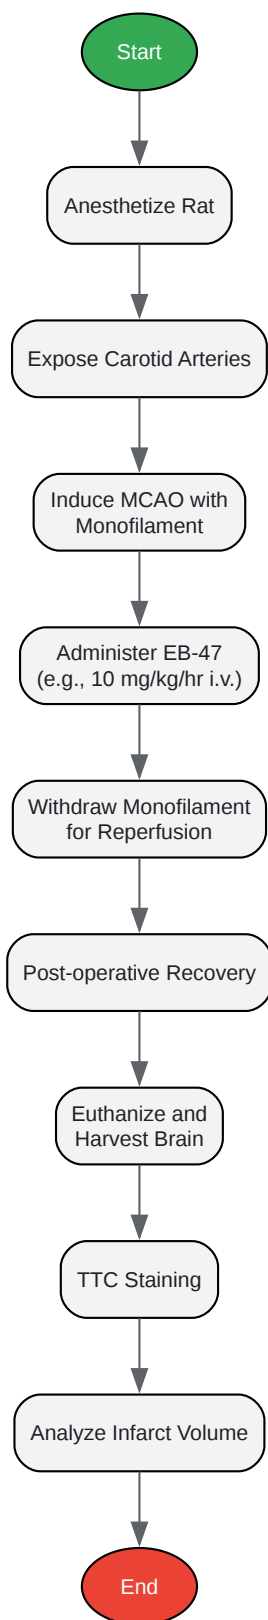 Start
Anesthetize Rat
Expose Carotid Arteries
Induce MCAO with
Monofilament
Administer EB-47
(e.g., 10 mg/kg/hr i.v.)
Withdraw Monofilament
for Reperfusion
Post-operative Recovery
Euthanize and
Harvest Brain
TTC Staining
Analyze Infarct Volume
End